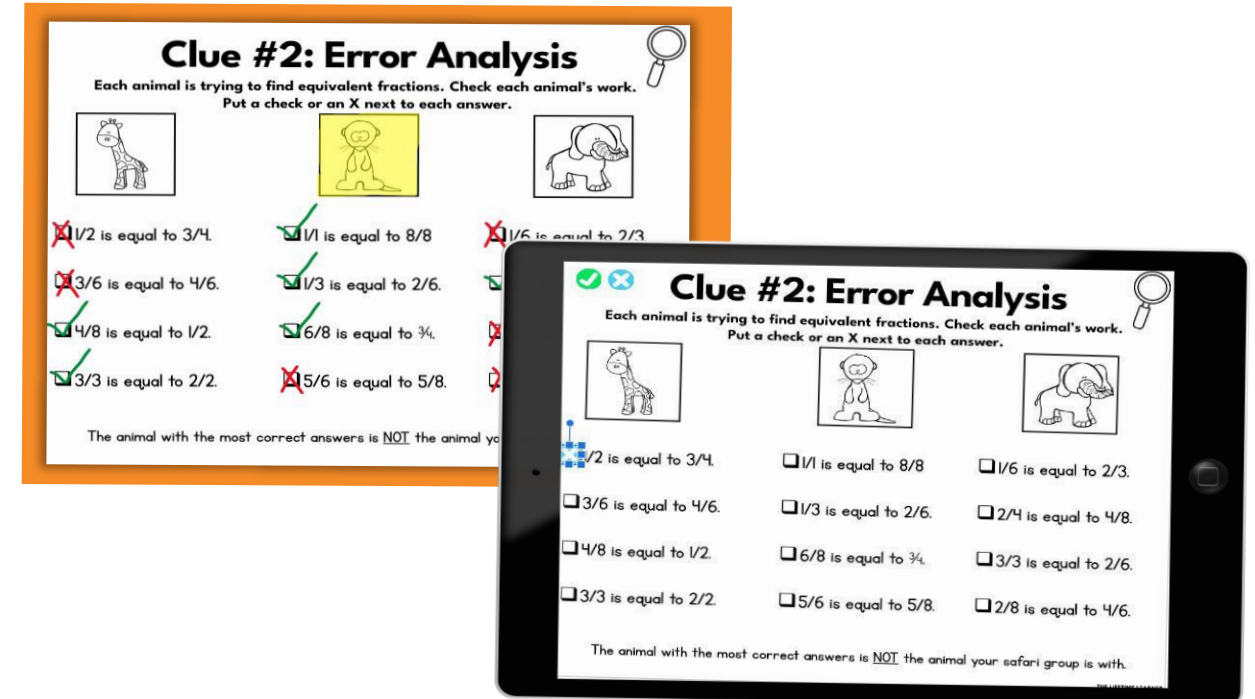 Clue #2: Error Analysis
Each animal is trying to find equivalent fractions. Check each animal's work.
Put a check or an X next to each answer.
1/2 is equal to 3/4.
3/6 is equal to 4/6.
4/8 is equal to 1/2.
3/3 is equal to 2/2.
1/1 is equal to 8/8
1/3 is equal to 2/6.
6/8 is equal to ¾.
5/6 is equal to 5/8.
1/6 is equal to 2/3.
The animal with the most correct answers is NOT the animal yo
Clue #2: Error Analysis
Each animal is trying to find equivalent fractions. Check each animal's work.
Put a check or an X next to each answer.
/2 is equal to 3/4.
3/6 is equal to 4/6.
4/8 is equal to 1/2.
3/3 is equal to 2/2.
1/1 is equal to 8/8
1/3 is equal to 2/6.
6/8 is equal to ¾.
5/6 is equal to 5/8.
1/6 is equal to 2/3.
2/4 is equal to 4/8.
3/3 is equal to 2/6.
2/8 is equal to 4/6.
The animal with the most correct answers is NOT the animal your safari group is with.